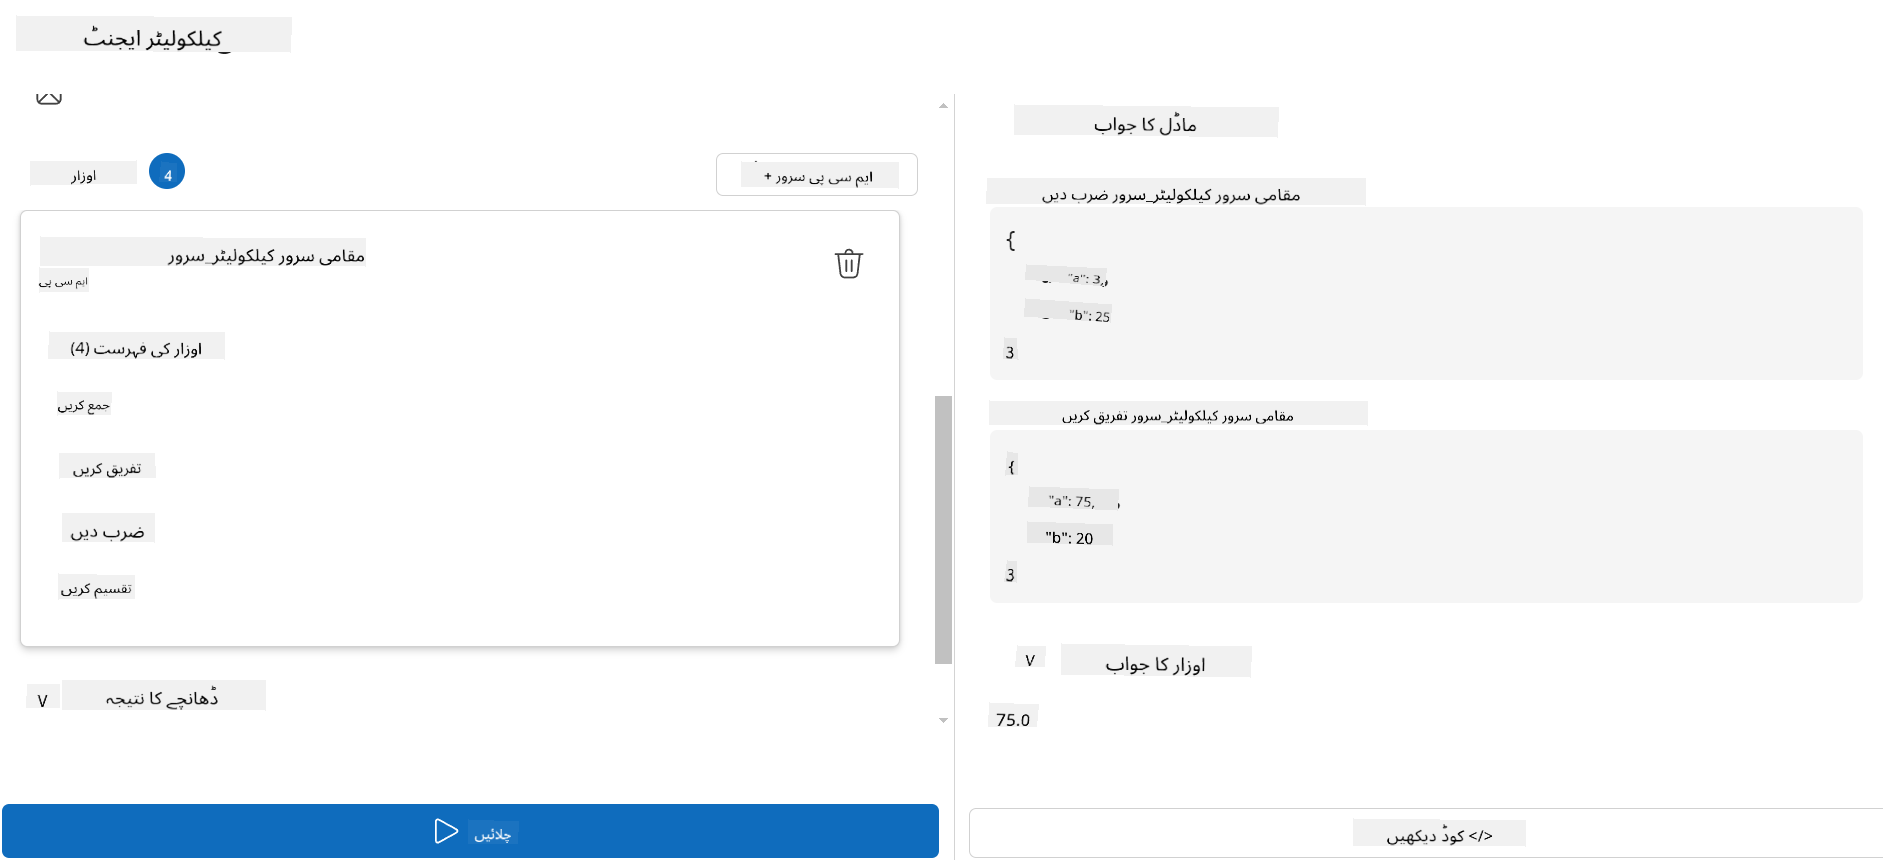 کیلکولیٹر ایجنٹ
اوزار 4
ایم سی پی سرور +
مقامی سرور کیلکولیٹر_سرور
ایم سی پی
اوزار کی فہرست (4)
جمع کریں
تفریق کریں
ضرب دیں
تقسیم کریں
V ڈھانچے کا نتیجہ
چلائیں
ماڈل کا جواب
مقامی سرور کیلکولیٹر_سرور ضرب دیں
{
"a": 3,
"b": 25
3
مقامی سرور کیلکولیٹر_سرور تفریق کریں
{
"a": 75,
"b": 20
3
V اوزار کا جواب
75.0
</> کوڈ دیکھیں